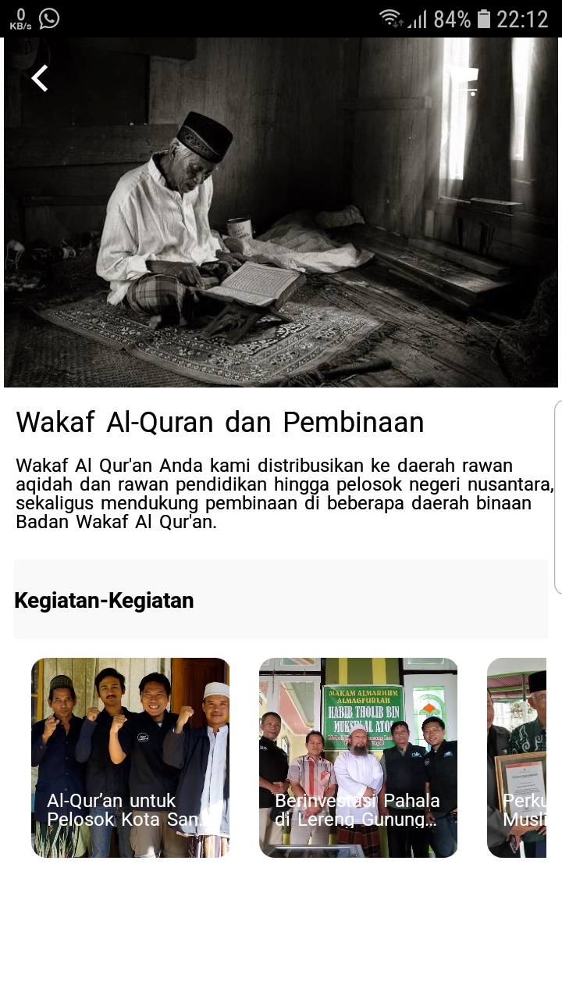 0
KB/s
84%
22:12
Wakaf Al-Quran dan Pembinaan
Wakaf Al Qur'an Anda kami distribusikan ke daerah rawan
aqidah dan rawan pendidikan hingga pelosok negeri nusantara,
sekaligus mendukung pembinaan di beberapa daerah binaan
Badan Wakaf Al Qur'an.
Kegiatan-Kegiatan
Al-Qur’an untuk
Pelosok Kota San...
MAKAM ALMARHUM
ALMAGFURLAH
HABIB THOLIB BIN
Berinvestasi Pahala
di Lereng Gunung...
Perku
Musli